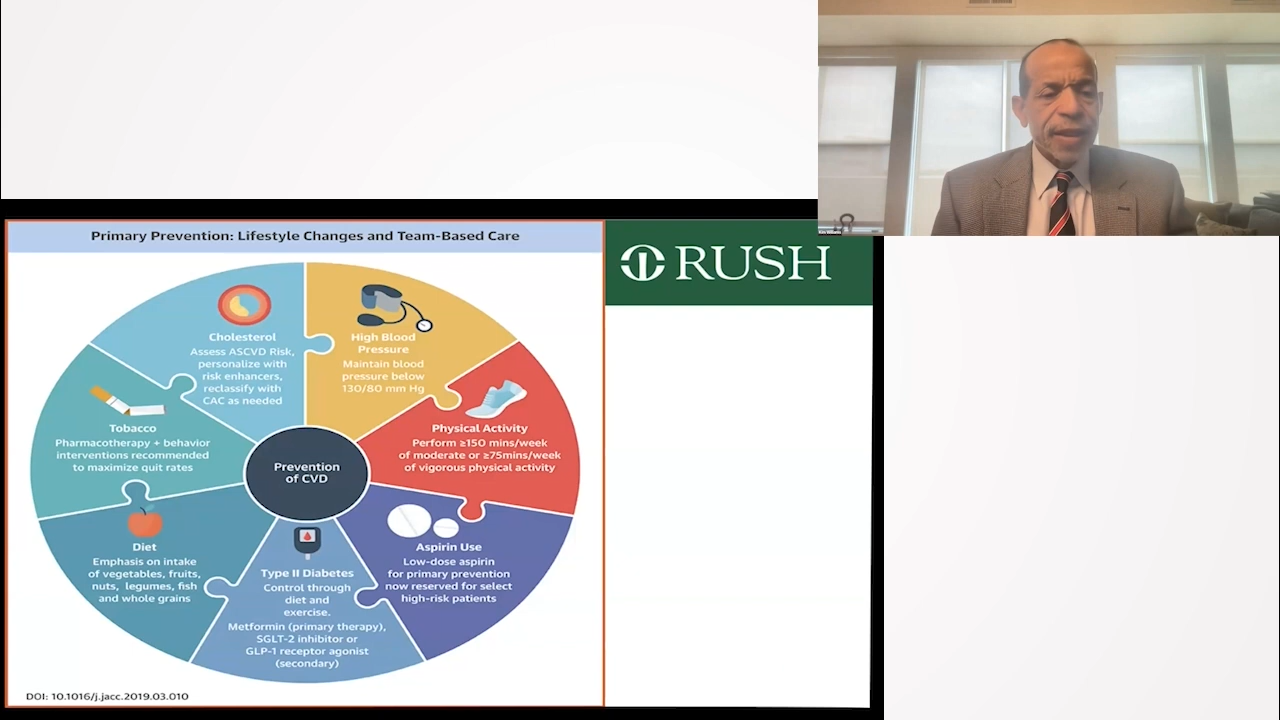 Primary Prevention: Lifestyle Changes and Team-Based Care
RUSH
Cholesterol
Assess ASCVD Risk,
personalize with
risk enhancers,
reclassify with
CAC as needed
High Blood
Pressure
Maintain blood
pressure below
130/80 mm Hg
Tobacco
Pharmacotherapy + behavior
interventions recommended
to maximize quit rates
Physical Activity
Perform ≥150 mins/week
of moderate or ≥75mins/week
of vigorous physical activity
Prevention
of CVD
Diet
Emphasis on intake
of vegetables, fruits,
nuts, legumes, fish
and whole grains
Type II Diabetes
Control through
diet and
exercise.
Metformin (primary therapy),
SGLT-2 inhibitor or
GLP-1 receptor agonist
(secondary)
Aspirin Use
Low-dose aspirin
for primary prevention
now reserved for select
high-risk patients
DOI: 10.1016/j.jacc.2019.03.010